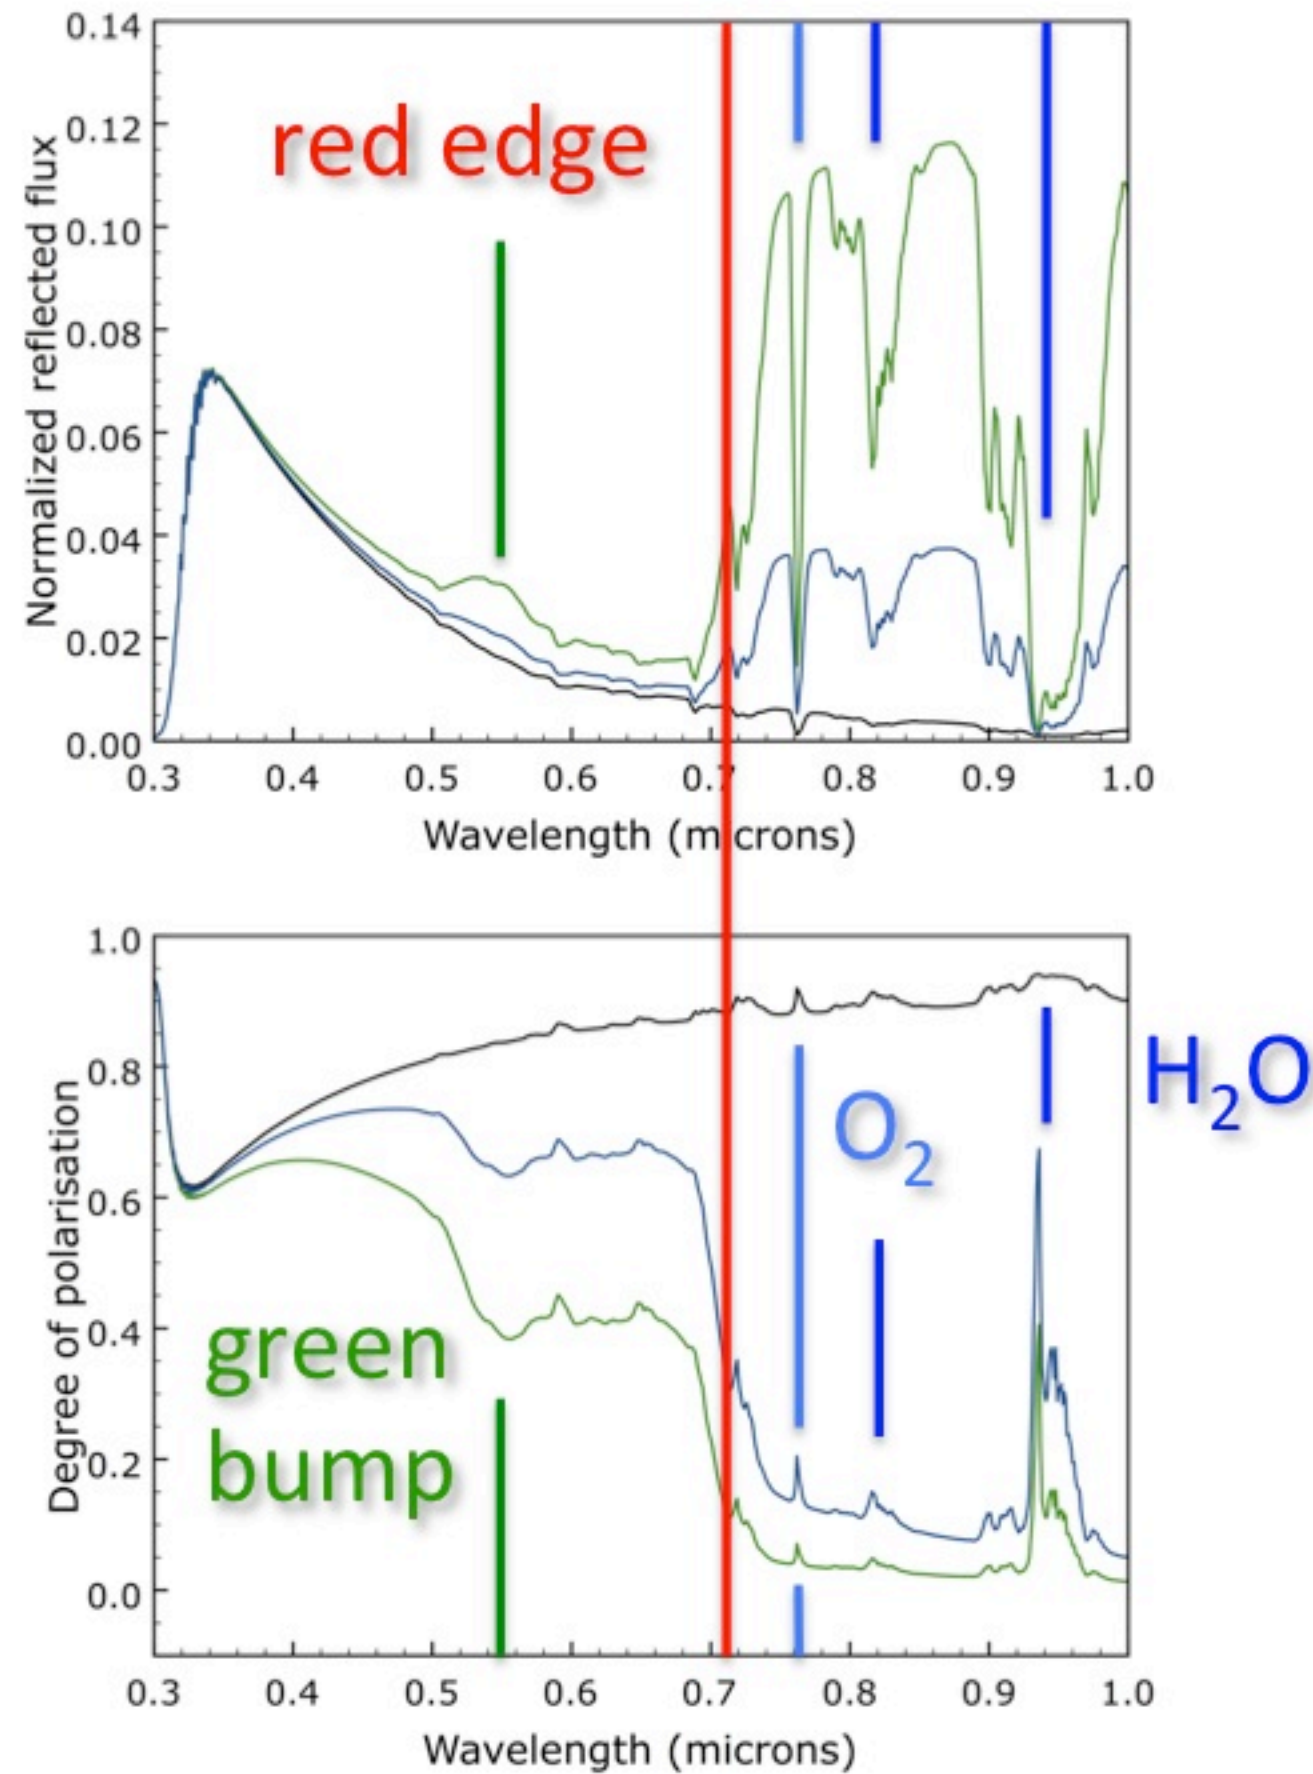 0.14
0.12
0.10
0.08
0.06
0.04
0.02
0.00
Normalized reflected flux
red edge
0.3 0.4 0.5 0.6 0.7 0.8 0.9 1.0
Wavelength (microns)
1.0
0.8
0.6
0.4
0.2
0.0
Degree of polarisation
H₂O
O₂
green
bump
0.3 0.4 0.5 0.6 0.7 0.8 0.9 1.0
Wavelength (microns)